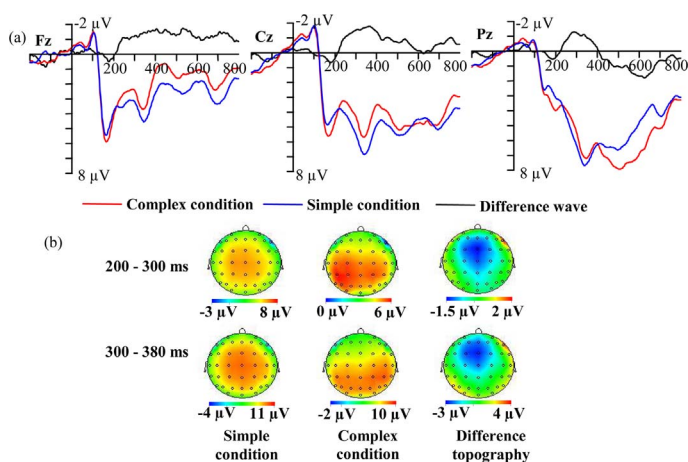 (a)
-2 µV
Fz
200 400 600 800
8 µV
-2 µV
Cz
200 400 600 800
8 µV
-2 µV
Pz
200 400 600 800
8 µV
Complex condition Simple condition Difference wave
(b)
200 - 300 ms
-3 µV 8 µV 0 µV 6 µV -1.5 µV 2 µV
300 - 380 ms
-4 µV 11 µV -2 µV 10 µV -3 µV 4 µV
Simple Complex Difference
condition condition topography